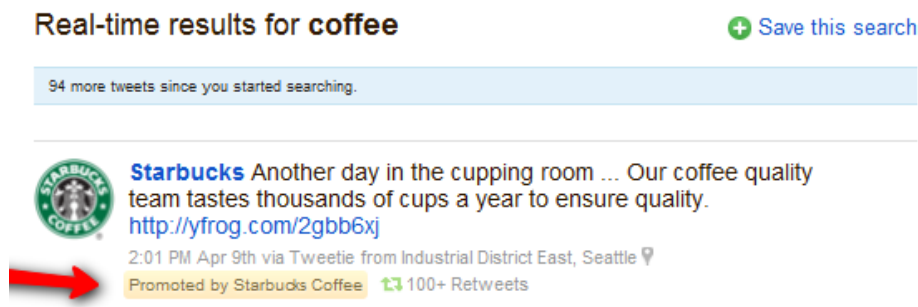 Real-time results for coffee
Save this search
94 more tweets since you started searching.
STARBUCKS COFFEE
Starbucks Another day in the cupping room ... Our coffee quality
team tastes thousands of cups a year to ensure quality.
http://yfrog.com/2gbb6xj
2:01 PM Apr 9th via Tweetie from Industrial District East, Seattle
Promoted by Starbucks Coffee 100+ Retweets